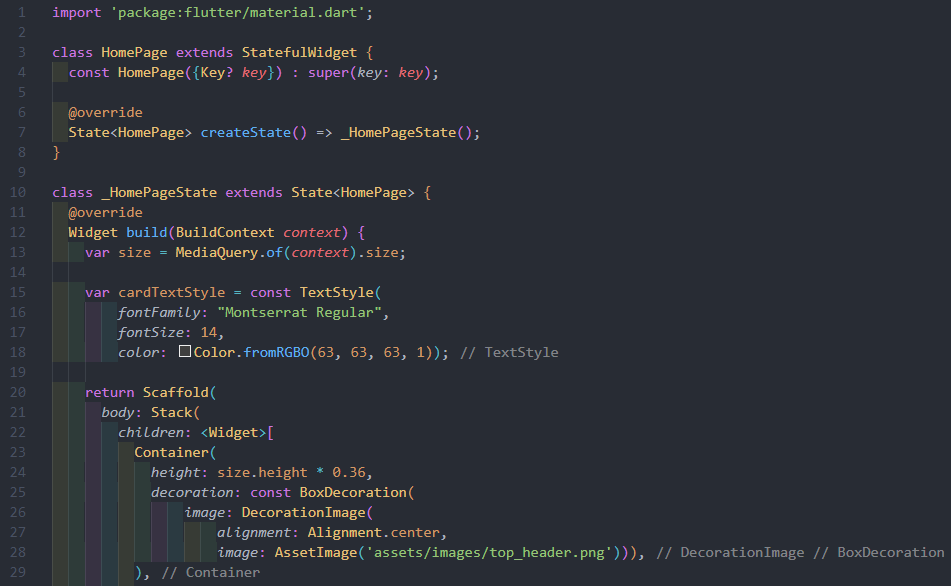 1 import 'package:flutter/material.dart';
2
3 class HomePage extends StatefulWidget {
4   const HomePage({Key? key}) : super(key: key);
5
6   @override
7   State<HomePage> createState() => _HomePageState();
8 }
9
10 class _HomePageState extends State<HomePage> {
11   @override
12   Widget build(BuildContext context) {
13     var size = MediaQuery.of(context).size;
14
15     var cardTextStyle = const TextStyle(
16         fontFamily: "Montserrat Regular",
17         fontSize: 14,
18         color: Color.fromRGBO(63, 63, 63, 1)); // TextStyle
19
20     return Scaffold(
21       body: Stack(
22         children: <Widget>[
23           Container(
24             height: size.height * 0.36,
25             decoration: const BoxDecoration(
26                 image: DecorationImage(
27                     alignment: Alignment.center,
28                     image: AssetImage('assets/images/top_header.png'))), // DecorationImage // BoxDecoration
29           ), // Container